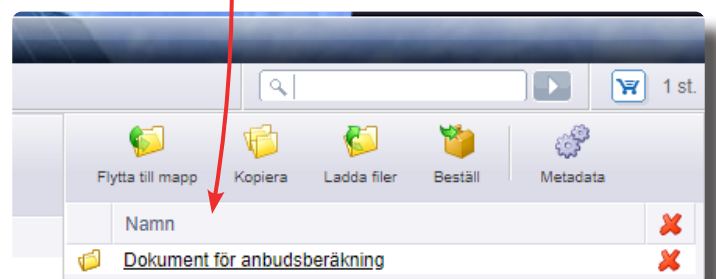 1 st.
Flytta till mapp Kopiera Ladda filer Beställ Metadata
Namn
Dokument för anbudsberäkning